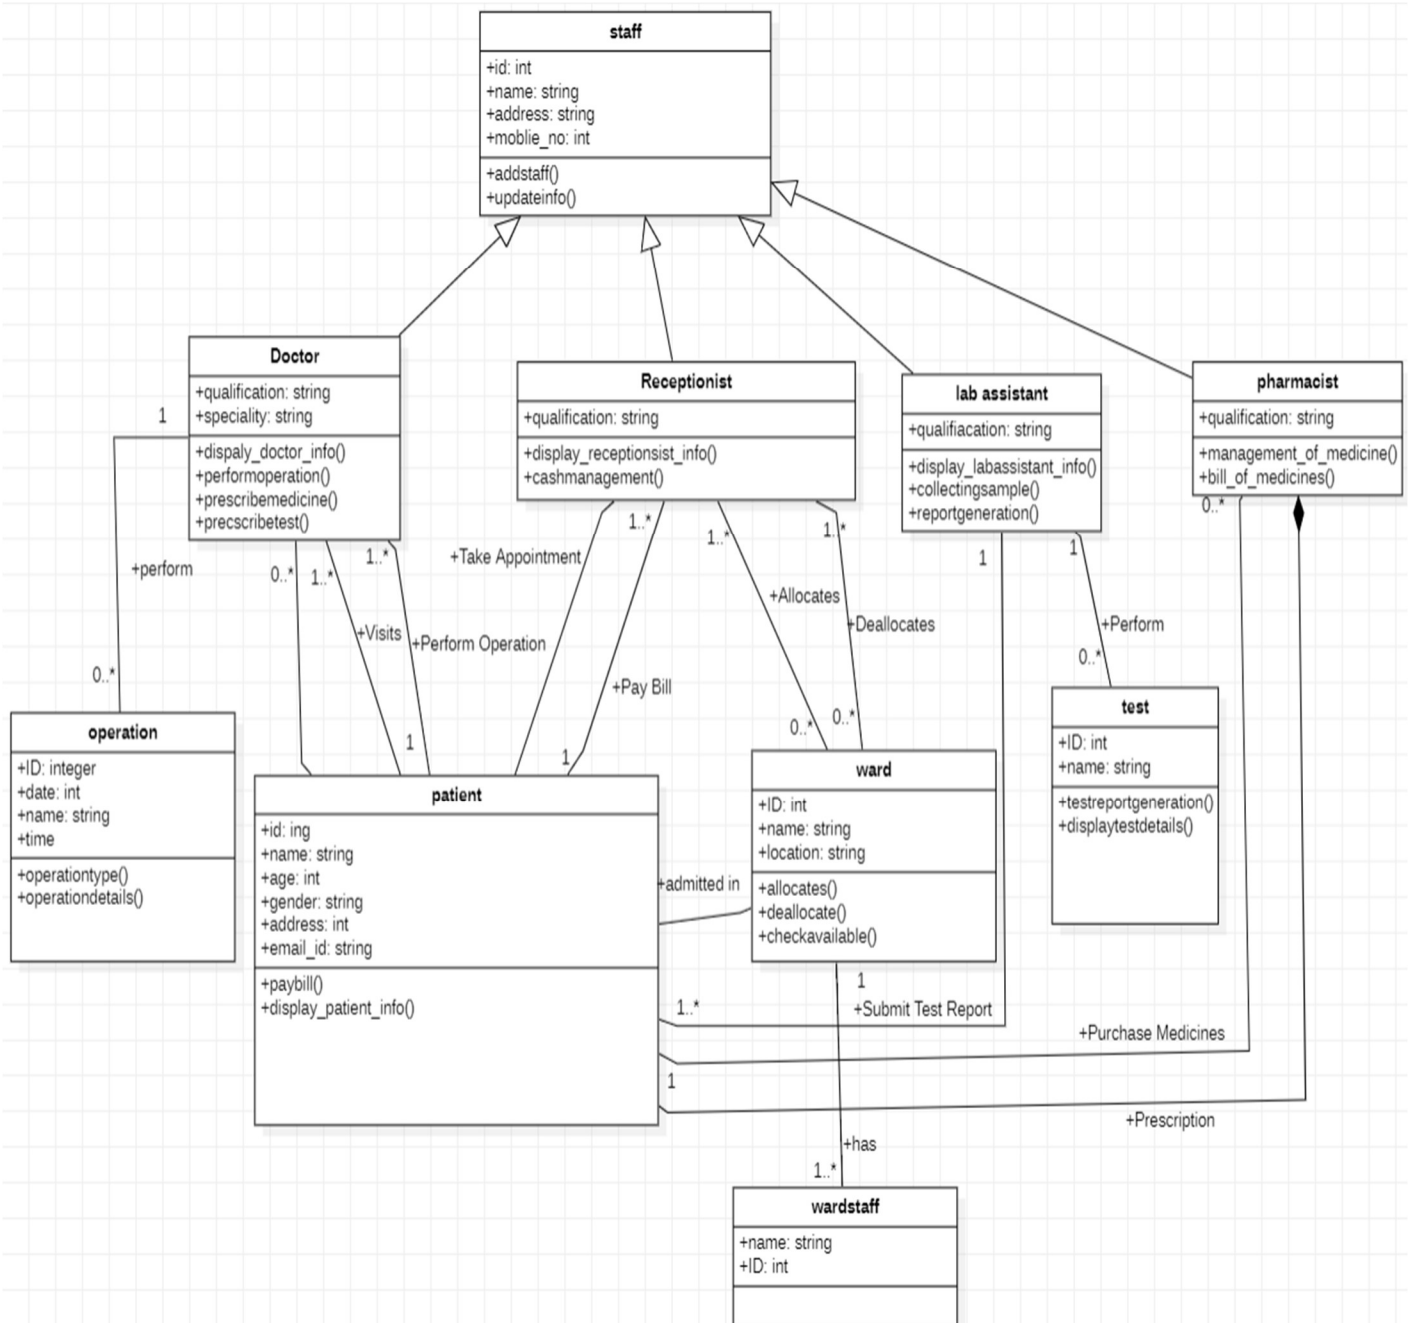 staff
+id: int
+name: string
+address: string
+moblie_no: int
+addstaff()
+updateinfo()
Doctor
+qualification: string
+speciality: string
+dispaly_doctor_info()
+performoperation()
+prescribemedicine()
+precscribetest()
Receptionist
+qualification: string
+display_receptionsist_info()
+cashmanagement()
lab assistant
+qualifiacation: string
+display_labassistant_info()
+collectingsample()
+reportgeneration()
pharmacist
+qualification: string
+management_of_medicine()
+bill_of_medicines()
1
+perform
0..*
0..*
1..*
1..*
+Visits
+Perform Operation
1
+Take Appointment
1..*
+Pay Bill
1
1..*
+Allocates
0..*
1..*
+Deallocates
0..*
1
1
+Perform
0..*
0..*
operation
+ID: integer
+date: int
+name: string
+time
+operationtype()
+operationdetails()
patient
+id: ing
+name: string
+age: int
+gender: string
+address: int
+email_id: string
+paybill()
+display_patient_info()
+admitted in
ward
+ID: int
+name: string
+location: string
+allocates()
+deallocate()
+checkavailable()
test
+ID: int
+name: string
+testreportgeneration()
+displaytestdetails()
1..*
1
+Submit Test Report
+Purchase Medicines
1
+Prescription
+has
1..*
wardstaff
+name: string
+ID: int